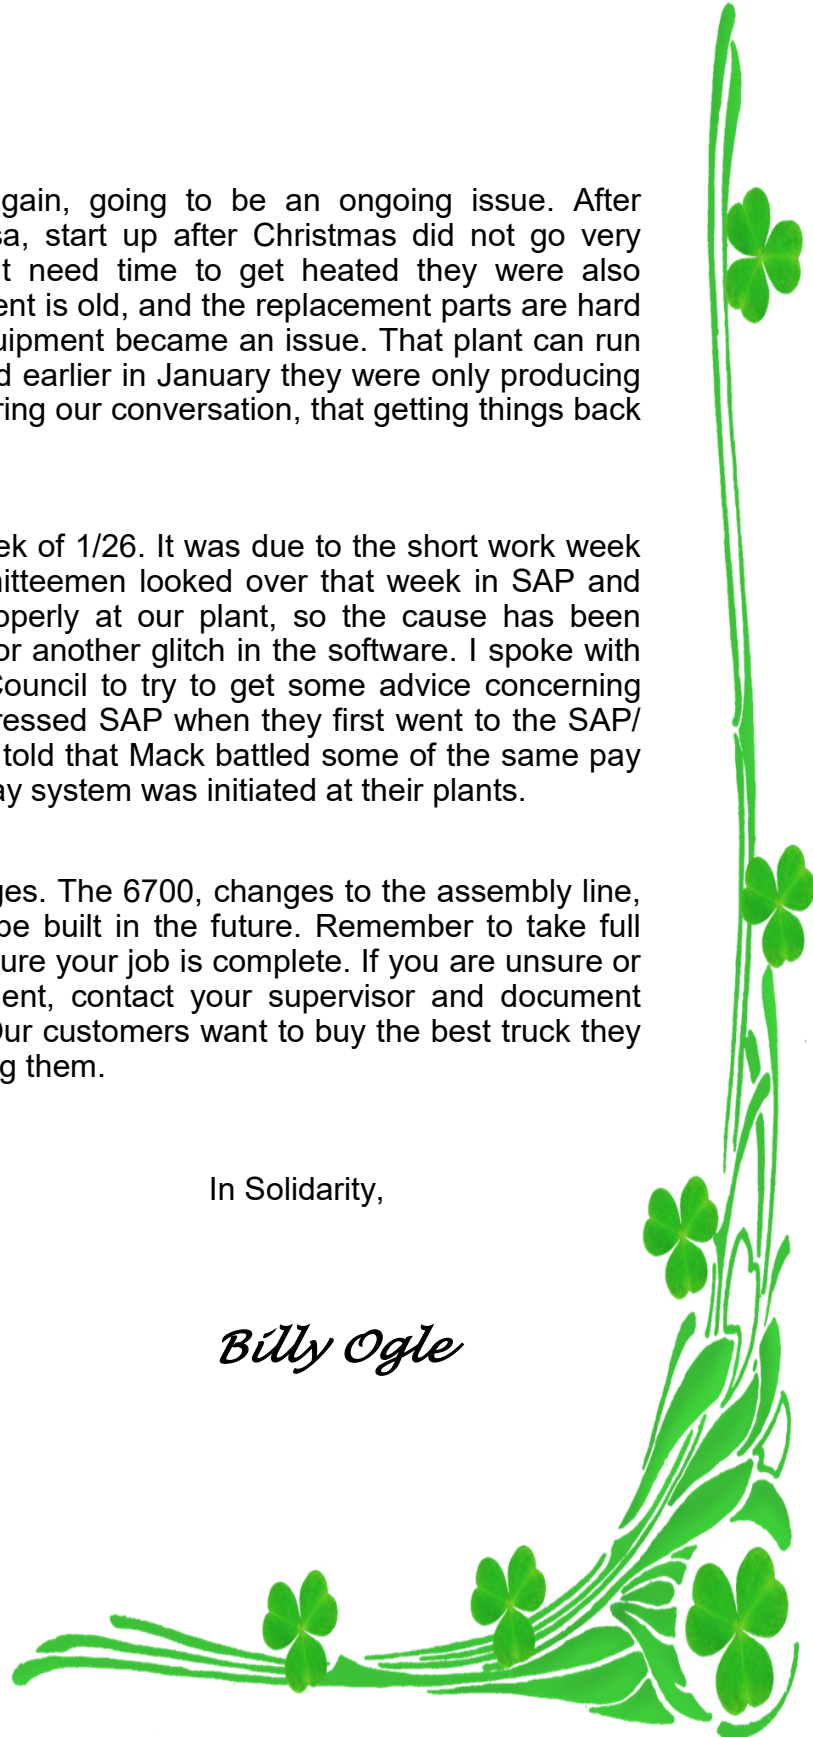 gain, going to be an ongoing issue. After
sa, start up after Christmas did not go very
t need time to get heated they were also
ent is old, and the replacement parts are hard
uipment became an issue. That plant can run
d earlier in January they were only producing
ring our conversation, that getting things back
ek of 1/26. It was due to the short work week
nitteemen looked over that week in SAP and
operly at our plant, so the cause has been
or another glitch in the software. I spoke with
Council to try to get some advice concerning
ressed SAP when they first went to the SAP/
told that Mack battled some of the same pay
ay system was initiated at their plants.
ges. The 6700, changes to the assembly line,
be built in the future. Remember to take full
ure your job is complete. If you are unsure or
ent, contact your supervisor and document
Our customers want to buy the best truck they
g them.
In Solidarity,
Billy Ogle